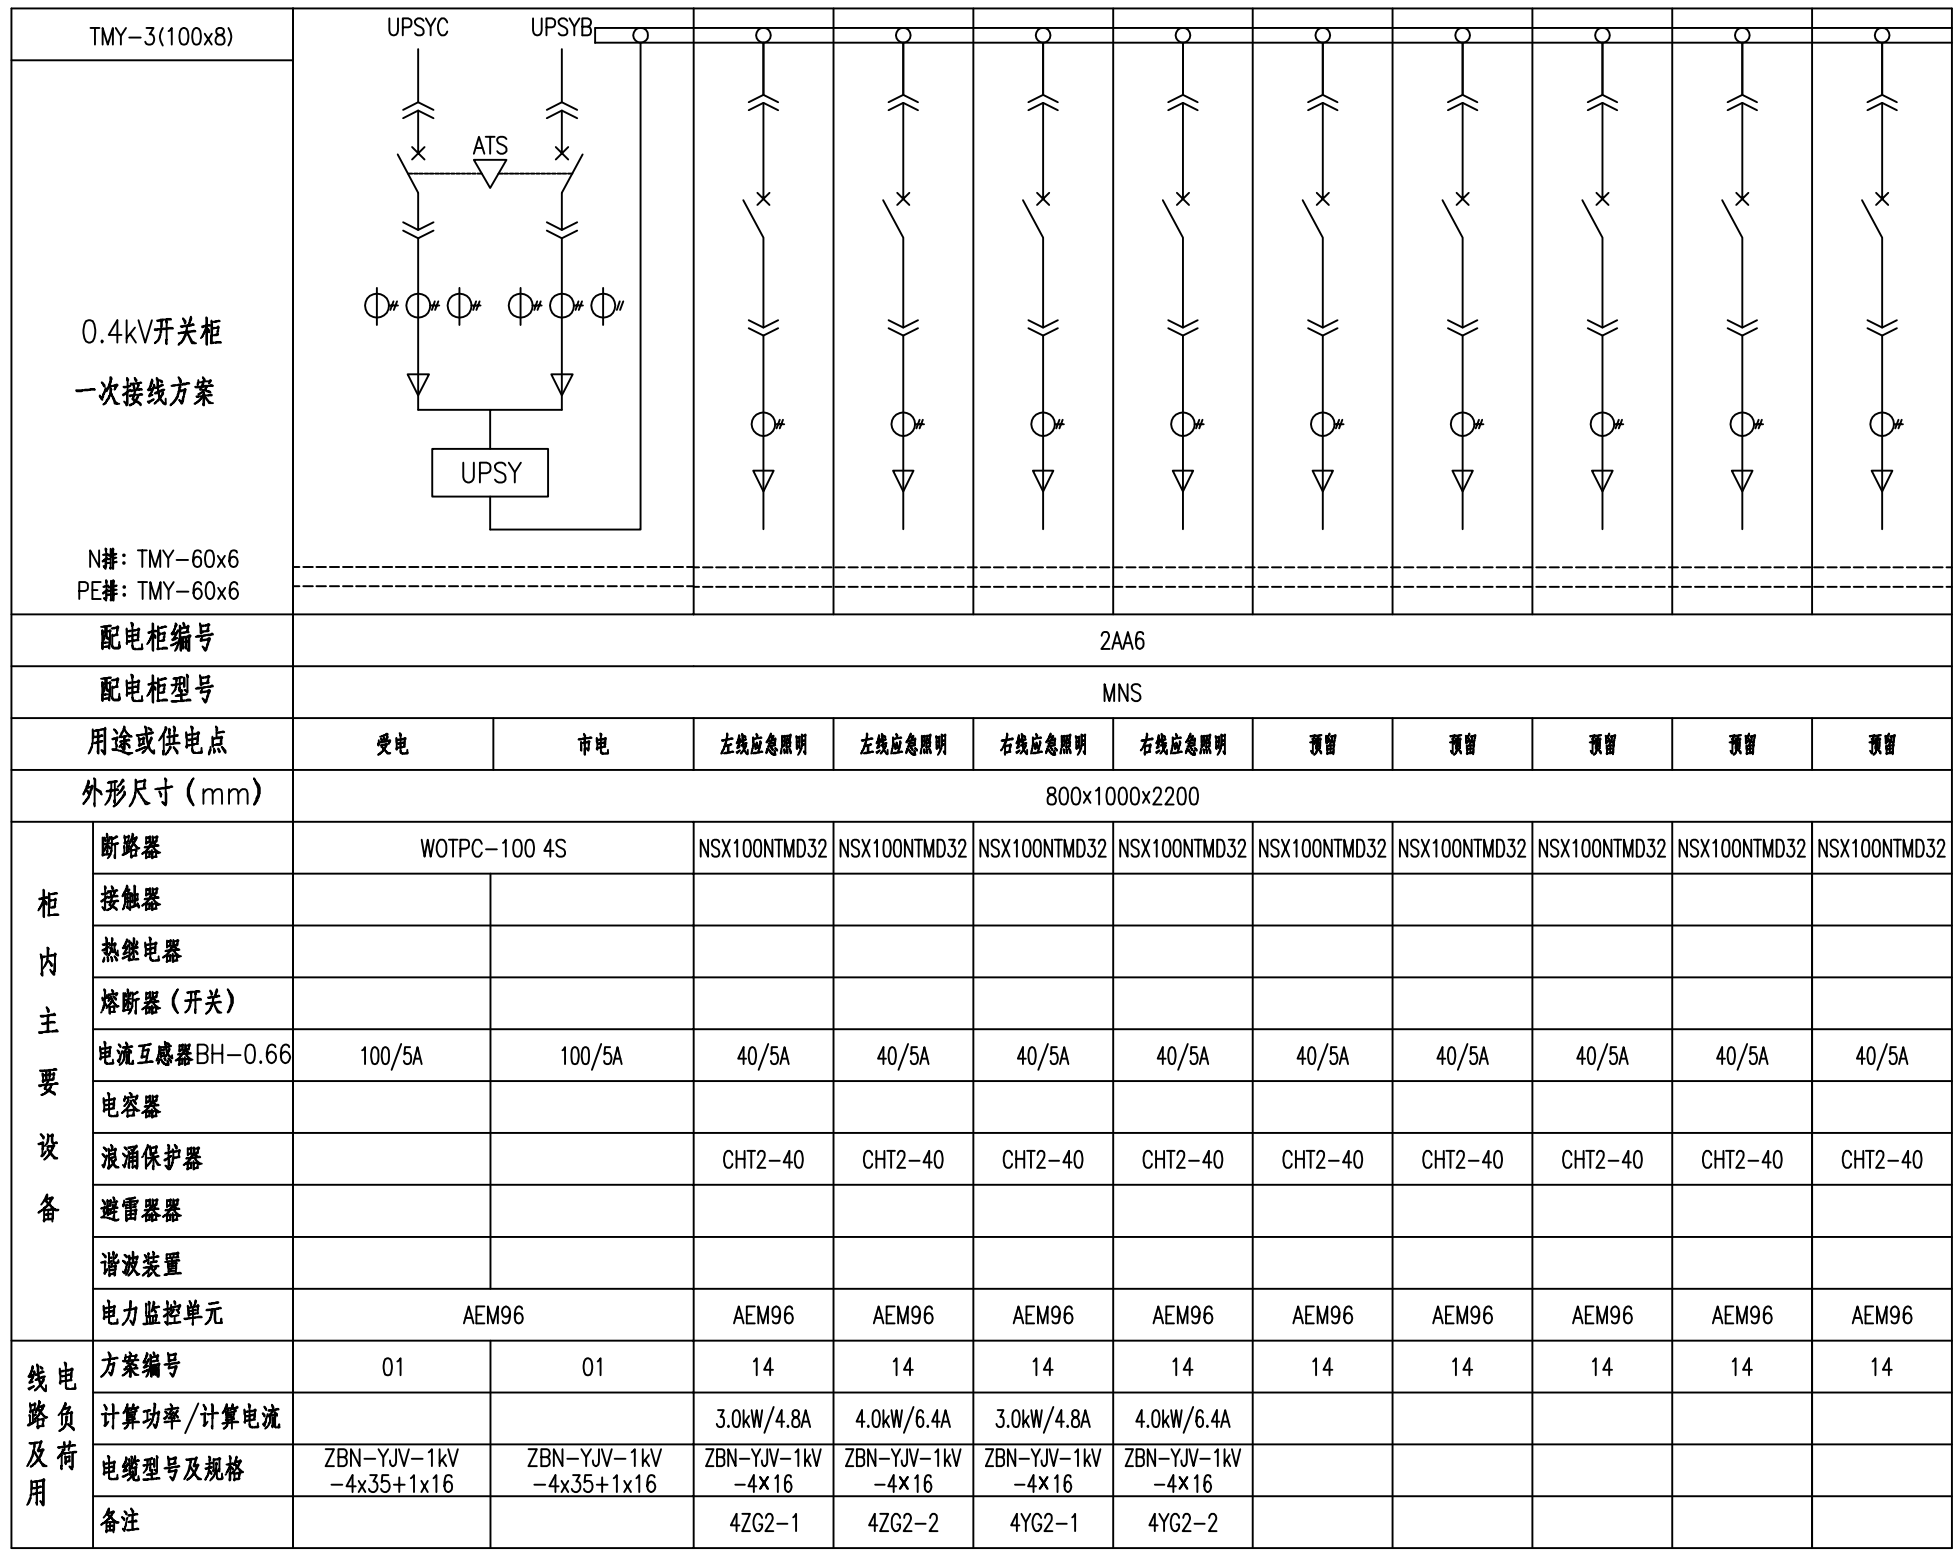 TMY-3(100x8)
UPSYC
UPSYB
ATS
UPSY
0.4kV开关柜
一次接线方案
N排：TMY-60x6
PE排：TMY-60x6
配电柜编号 2AA6
配电柜型号 MNS
用途或供电点 受电 市电 左线应急照明 左线应急照明 右线应急照明 右线应急照明 预留 预留 预留 预留 预留
外形尺寸(mm) 800x1000x2200
柜内主要设备
断路器 WOTPC-100 4S NSX100NTMD32 NSX100NTMD32 NSX100NTMD32 NSX100NTMD32 NSX100NTMD32 NSX100NTMD32 NSX100NTMD32 NSX100NTMD32 NSX100NTMD32
接触器
热继电器
熔断器(开关)
电流互感器BH-0.66 100/5A 100/5A 40/5A 40/5A 40/5A 40/5A 40/5A 40/5A 40/5A 40/5A 40/5A
电容器
浪涌保护器 CHT2-40 CHT2-40 CHT2-40 CHT2-40 CHT2-40 CHT2-40 CHT2-40 CHT2-40 CHT2-40
避雷器器
谐波装置
电力监控单元 AEM96 AEM96 AEM96 AEM96 AEM96 AEM96 AEM96 AEM96 AEM96 AEM96
线路及用
电负荷
方案编号 01 01 14 14 14 14 14 14 14 14 14
计算功率/计算电流 3.0kW/4.8A 4.0kW/6.4A 3.0kW/4.8A 4.0kW/6.4A
电缆型号及规格 ZBN-YJV-1kV ZBN-YJV-1kV ZBN-YJV-1kV ZBN-YJV-1kV ZBN-YJV-1kV ZBN-YJV-1kV
-4x35+1x16 -4x35+1x16 -4×16 -4×16 -4×16 -4×16
备注 4ZG2-1 4ZG2-2 4YG2-1 4YG2-2